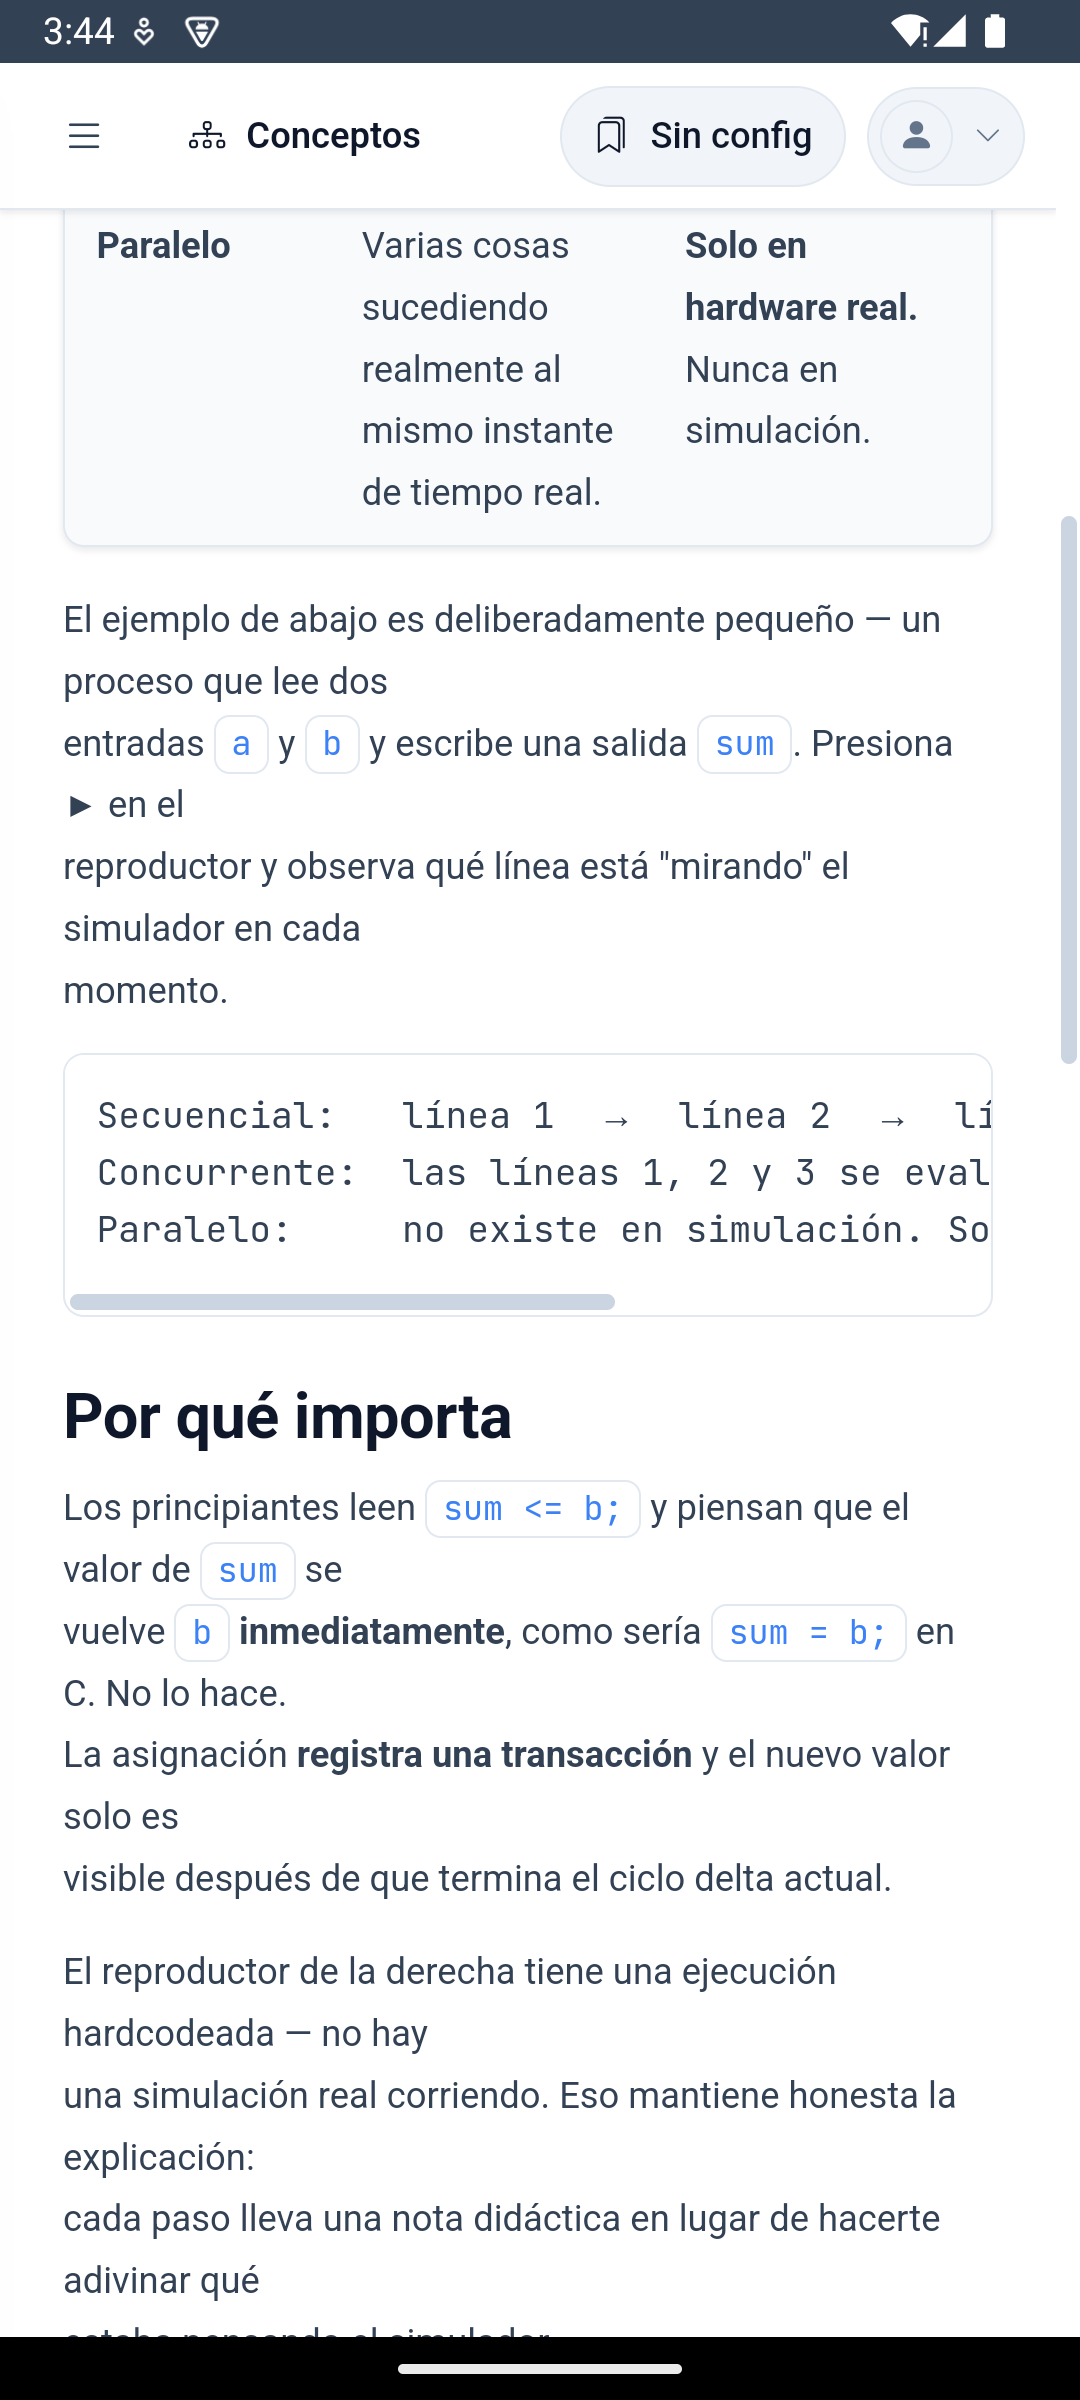 3:44
Conceptos
Sin config
Paralelo
Varias cosas
sucediendo
realmente al
mismo instante
de tiempo real.
Solo en
hardware real.
Nunca en
simulación.
El ejemplo de abajo es deliberadamente pequeño — un
proceso que lee dos
entradas a y b y escribe una salida sum. Presiona
► en el
reproductor y observa qué línea está "mirando" el
simulador en cada
momento.
Secuencial: línea 1 → línea 2 → lí
Concurrente: las líneas 1, 2 y 3 se eval
Paralelo: no existe en simulación. So
Por qué importa
Los principiantes leen sum <= b; y piensan que el
valor de sum se
vuelve b inmediatamente, como sería sum = b; en
C. No lo hace.
La asignación registra una transacción y el nuevo valor
solo es
visible después de que termina el ciclo delta actual.
El reproductor de la derecha tiene una ejecución
hardcodeada — no hay
una simulación real corriendo. Eso mantiene honesta la
explicación:
cada paso lleva una nota didáctica en lugar de hacerte
adivinar qué